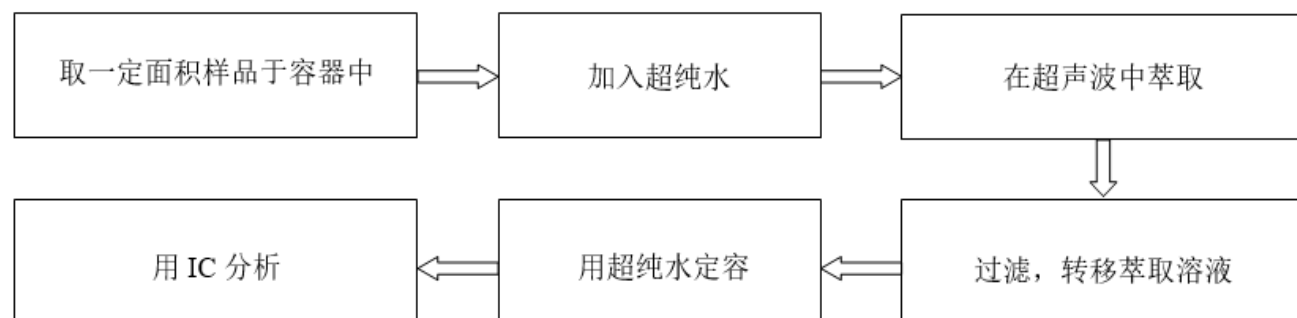 取一定面积样品于容器中
加入超纯水
在超声波中萃取
过滤，转移萃取溶液
用超纯水定容
用 IC 分析